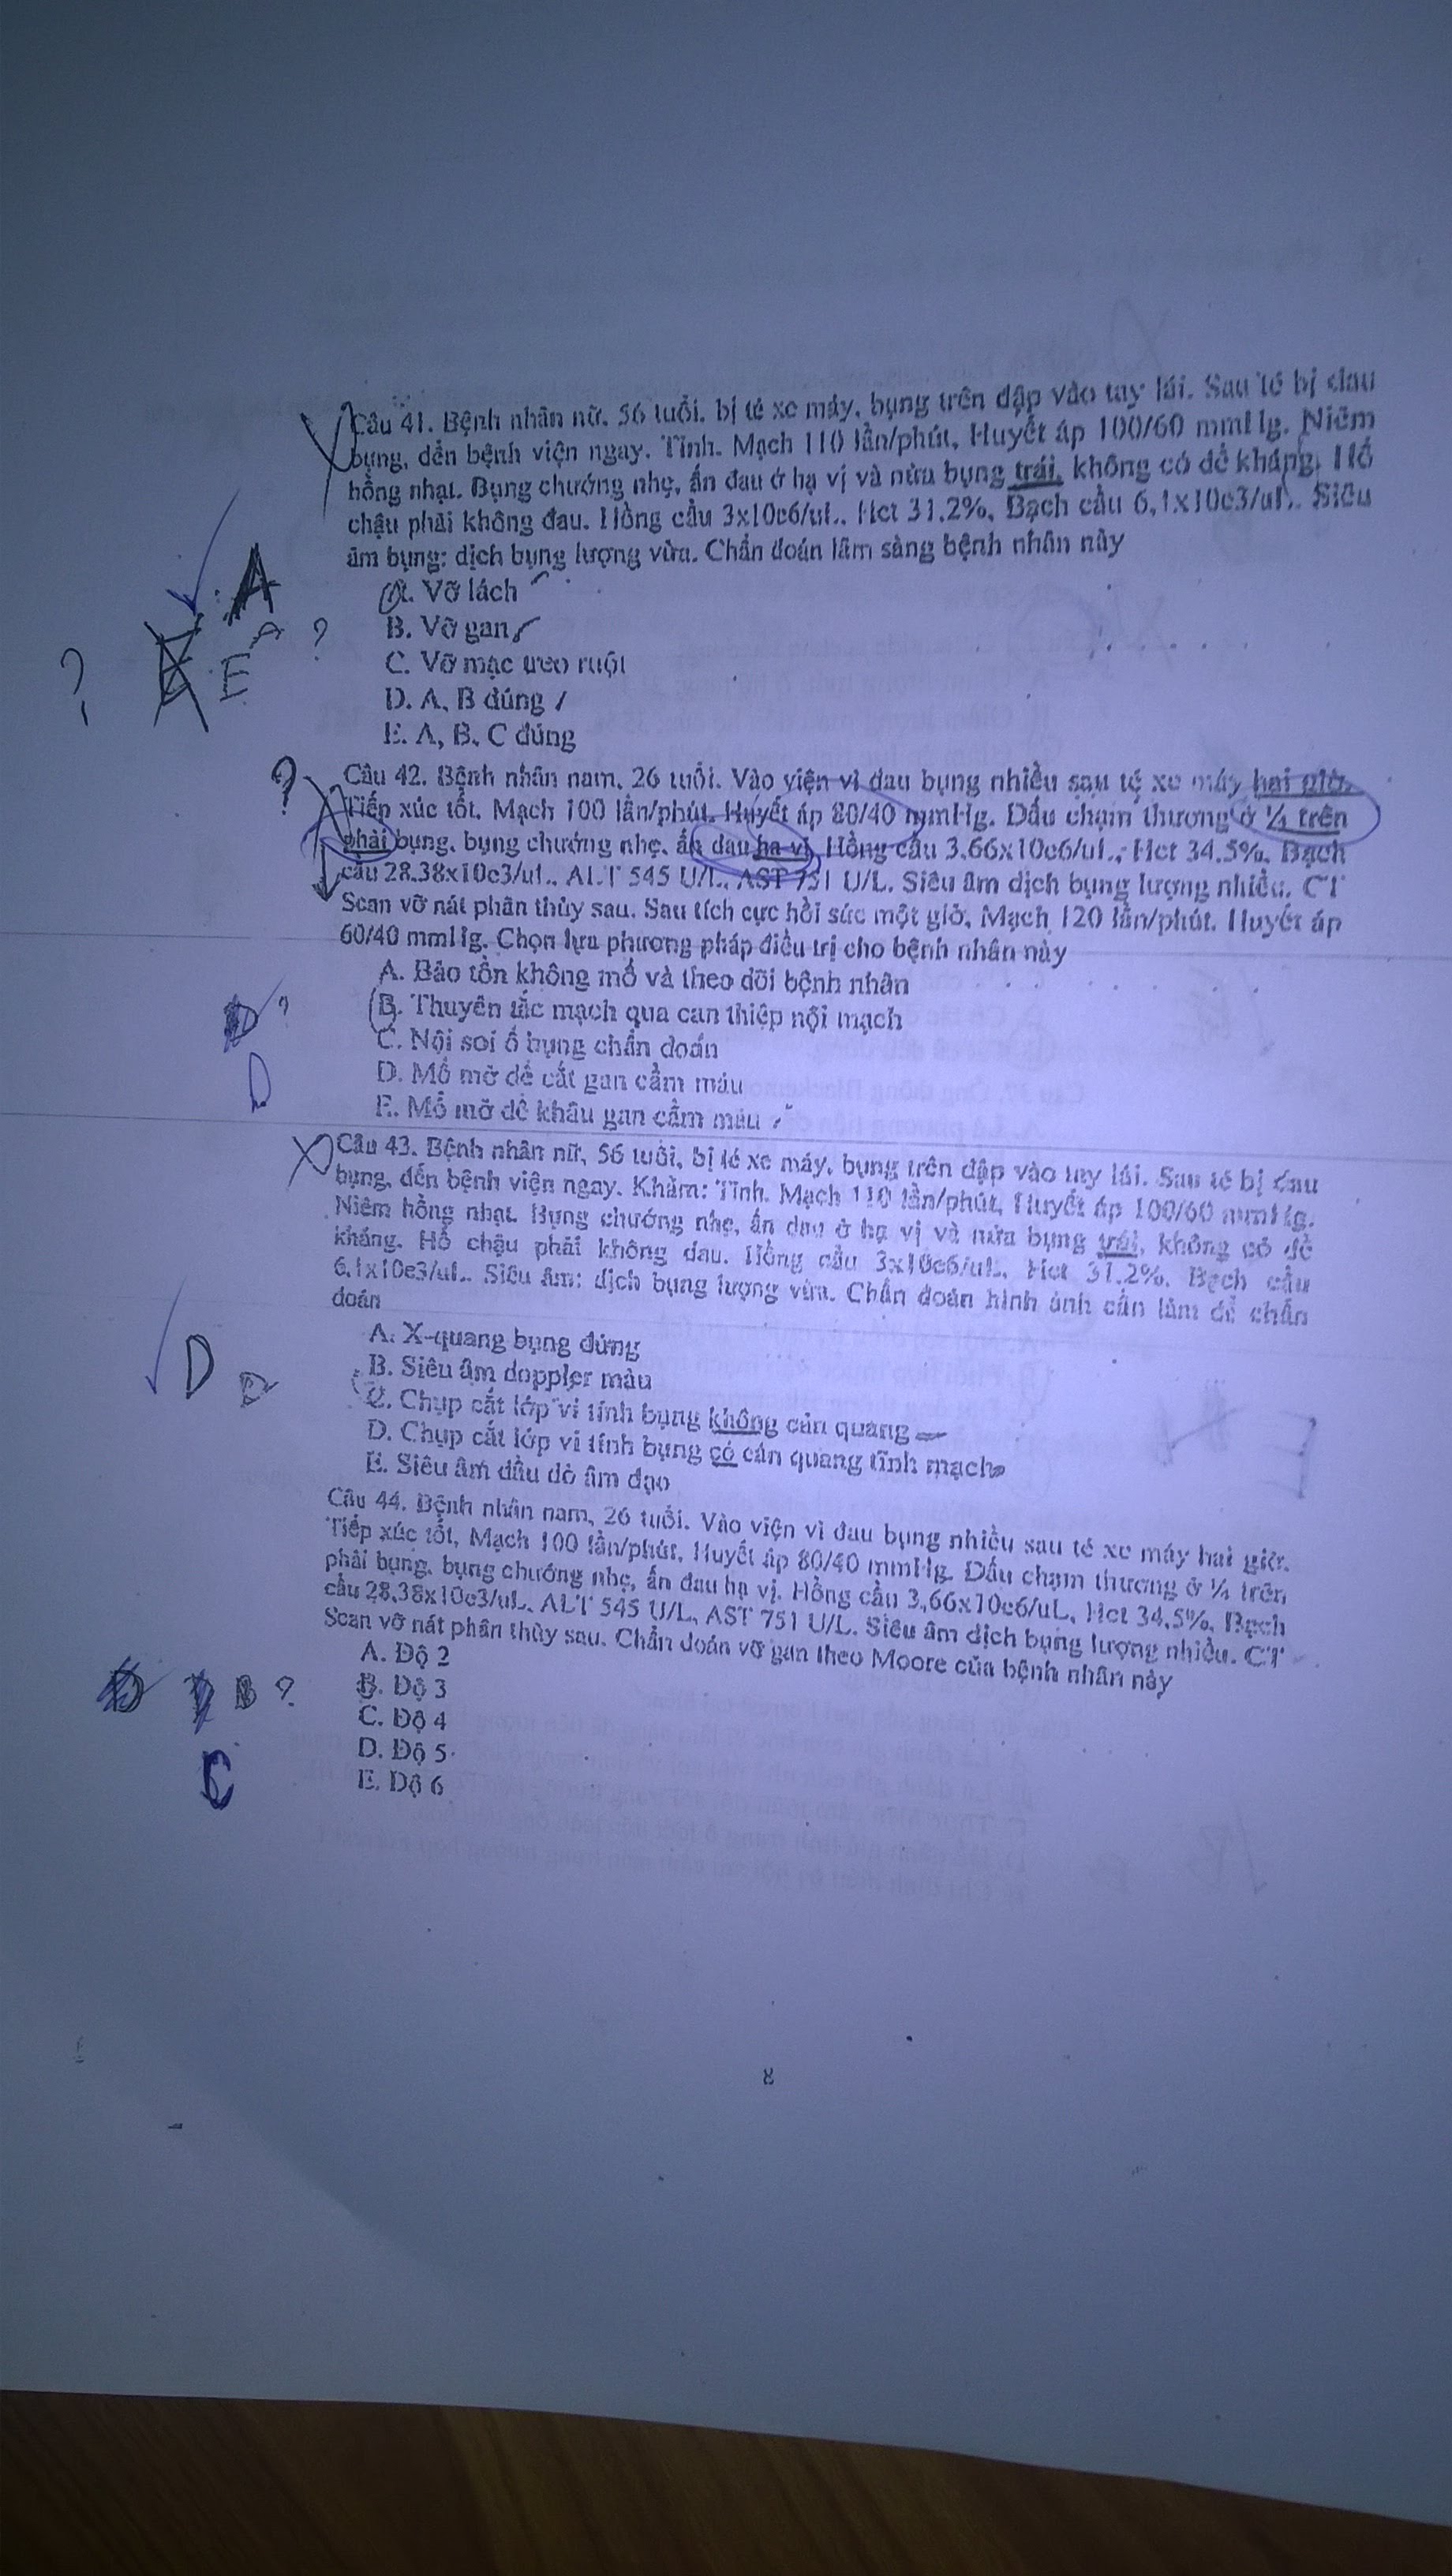 Câu 41. Bệnh nhân nữ, 56 tuổi, bị té xe máy, bụng trên đập vào tay lái. Sau té bị đau
bụng, đến bệnh viện ngay. Tỉnh. Mạch 110 lần/phút, Huyết áp 100/60 mmHg. Niêm
hồng nhạt. Bụng chướng nhẹ, ấn đau ở hạ vị và nửa bụng trái, không có đề kháng. Hố
chậu phải không đau. Hồng cầu 3x10e6/uL. Hct 31.2%, Bạch cầu 6,1x10e3/uL. Siêu
âm bụng: dịch bụng lượng vừa. Chẩn đoán lâm sàng bệnh nhân này
A
A. Vỡ lách
B. Vỡ gan
A ?
? E E
C. Vỡ mạc treo ruột
D. A, B đúng
E. A, B, C đúng
? Câu 42. Bệnh nhân nam, 26 tuổi. Vào viện vì đau bụng nhiều sau té xe máy hai giờ.
Tiếp xúc tốt. Mạch 100 lần/phút. Huyết áp 80/40 mmHg. Dấu chạm thương ở ¼ trên
phải bụng, bụng chướng nhẹ, ấn đau hạ vị. Hồng cầu 3.66x10e6/uL, Hct 34.5%, Bạch
cầu 28.38x10e3/uL, ALT 545 U/L, AST 751 U/L. Siêu âm dịch bụng lượng nhiều. CT
Scan vỡ nát phân thùy sau. Sau tích cực hồi sức một giờ, Mạch 120 lần/phút. Huyết áp
60/40 mmHg. Chọn lựa phương pháp điều trị cho bệnh nhân này
A. Bảo tồn không mổ và theo dõi bệnh nhân
D ?
B. Thuyên tắc mạch qua can thiệp nội mạch
C. Nội soi ổ bụng chẩn đoán
D
D. Mổ mở để cắt gan cầm máu
E. Mổ mở để khâu gan cầm máu
Câu 43. Bệnh nhân nữ, 56 tuổi, bị té xe máy, bụng trên đập vào tay lái. Sau té bị đau
bụng, đến bệnh viện ngay. Khám: Tỉnh. Mạch 110 lần/phút, Huyết áp 100/60 mmHg.
Niêm hồng nhạt. Bụng chướng nhẹ, ấn đau ở hạ vị và nửa bụng trái, không có đề
kháng. Hố chậu phải không đau. Hồng cầu 3x10e6/uL, Hct 31.2%, Bạch cầu
6.1x10e3/uL. Siêu âm: dịch bụng lượng vừa. Chẩn đoán hình ảnh cần làm để chẩn
đoán
A. X-quang bụng đứng
D D
B. Siêu âm doppler màu
C. Chụp cắt lớp vi tính bụng không cản quang
D. Chụp cắt lớp vi tính bụng có cản quang tĩnh mạch
E. Siêu âm đầu dò âm đạo
Câu 44. Bệnh nhân nam, 26 tuổi. Vào viện vì đau bụng nhiều sau té xe máy hai giờ.
Tiếp xúc tốt, Mạch 100 lần/phút, Huyết áp 80/40 mmHg. Dấu chạm thương ở ¼ trên
phải bụng, bụng chướng nhẹ, ấn đau hạ vị. Hồng cầu 3,66x10e6/uL, Hct 34.5%, Bạch
cầu 28,38x10e3/uL, ALT 545 U/L, AST 751 U/L. Siêu âm dịch bụng lượng nhiều. CT
Scan vỡ nát phân thùy sau. Chẩn đoán vỡ gan theo Moore của bệnh nhân này
A. Độ 2
B ?
B. Độ 3
C. Độ 4
C
D. Độ 5
E. Độ 6
8